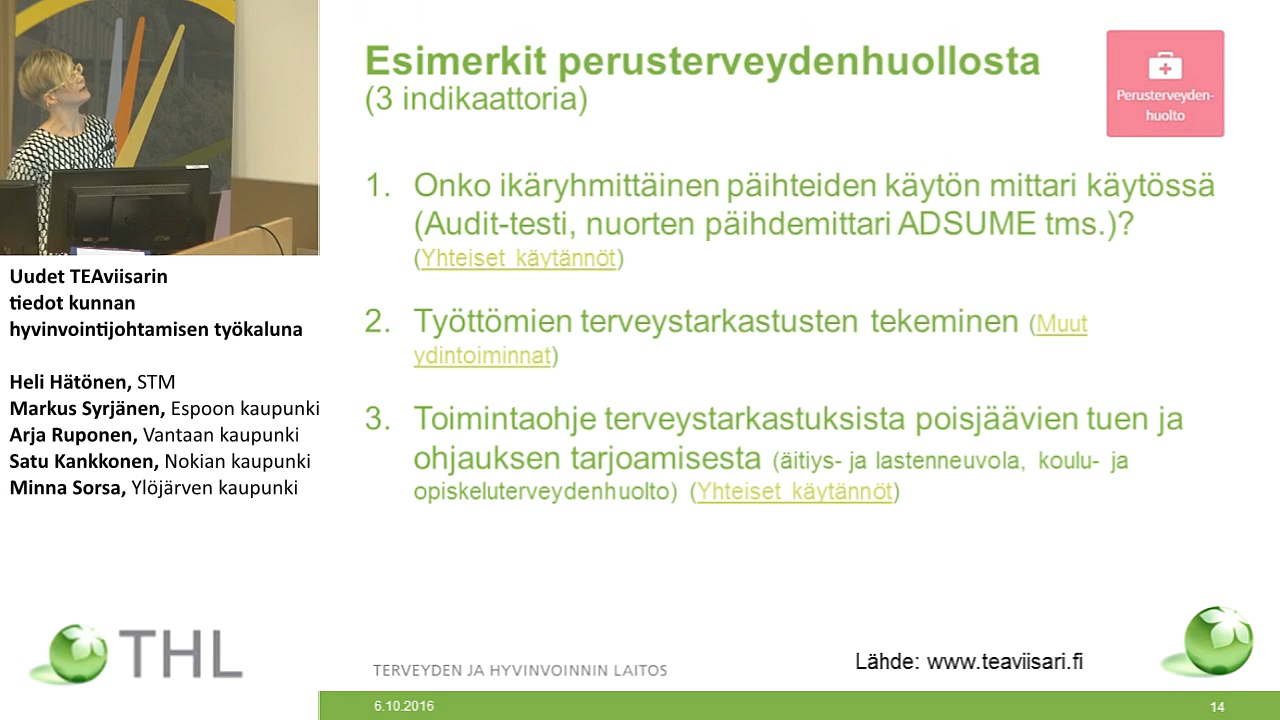 Esimerkit perusterveydenhuollosta
(3 indikaattoria)
Perusterveyden-
huolto
1. Onko ikäryhmittäinen päihteiden käytön mittari käytössä
(Audit-testi, nuorten päihdemittari ADSUME tms.)?
(Yhteiset käytännöt)
2. Työttömien terveystarkastusten tekeminen (Muut
ydintoiminnat)
3. Toimintaohje terveystarkastuksista poisjäävien tuen ja
ohjauksen tarjoamisesta (äitiys- ja lastenneuvola, koulu- ja
opiskeluterveydenhuolto) (Yhteiset käytännöt)
Uudet TEAviisarin
tiedot kunnan
hyvinvointijohtamisen työkaluna
Heli Hätönen, STM
Markus Syrjänen, Espoon kaupunki
Arja Ruponen, Vantaan kaupunki
Satu Kankkonen, Nokian kaupunki
Minna Sorsa, Ylöjärven kaupunki
THL
TERVEYDEN JA HYVINVOINNIN LAITOS
Lähde: www.teaviisari.fi
6.10.2016
14